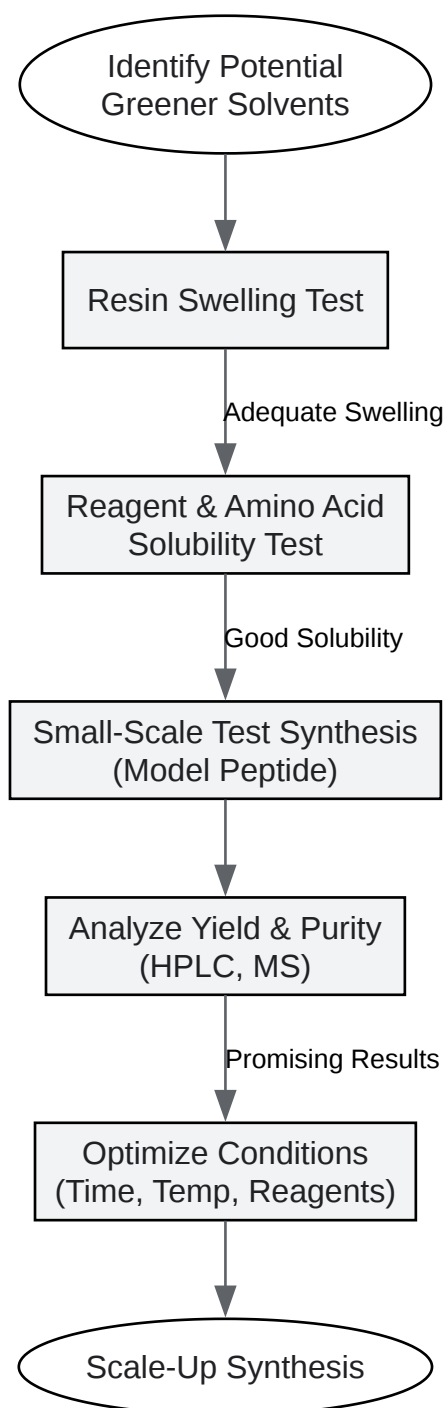 Identify Potential
Greener Solvents
Resin Swelling Test
Adequate Swelling
Reagent & Amino Acid
Solubility Test
Good Solubility
Small-Scale Test Synthesis
(Model Peptide)
Analyze Yield & Purity
(HPLC, MS)
Promising Results
Optimize Conditions
(Time, Temp, Reagents)
Scale-Up Synthesis